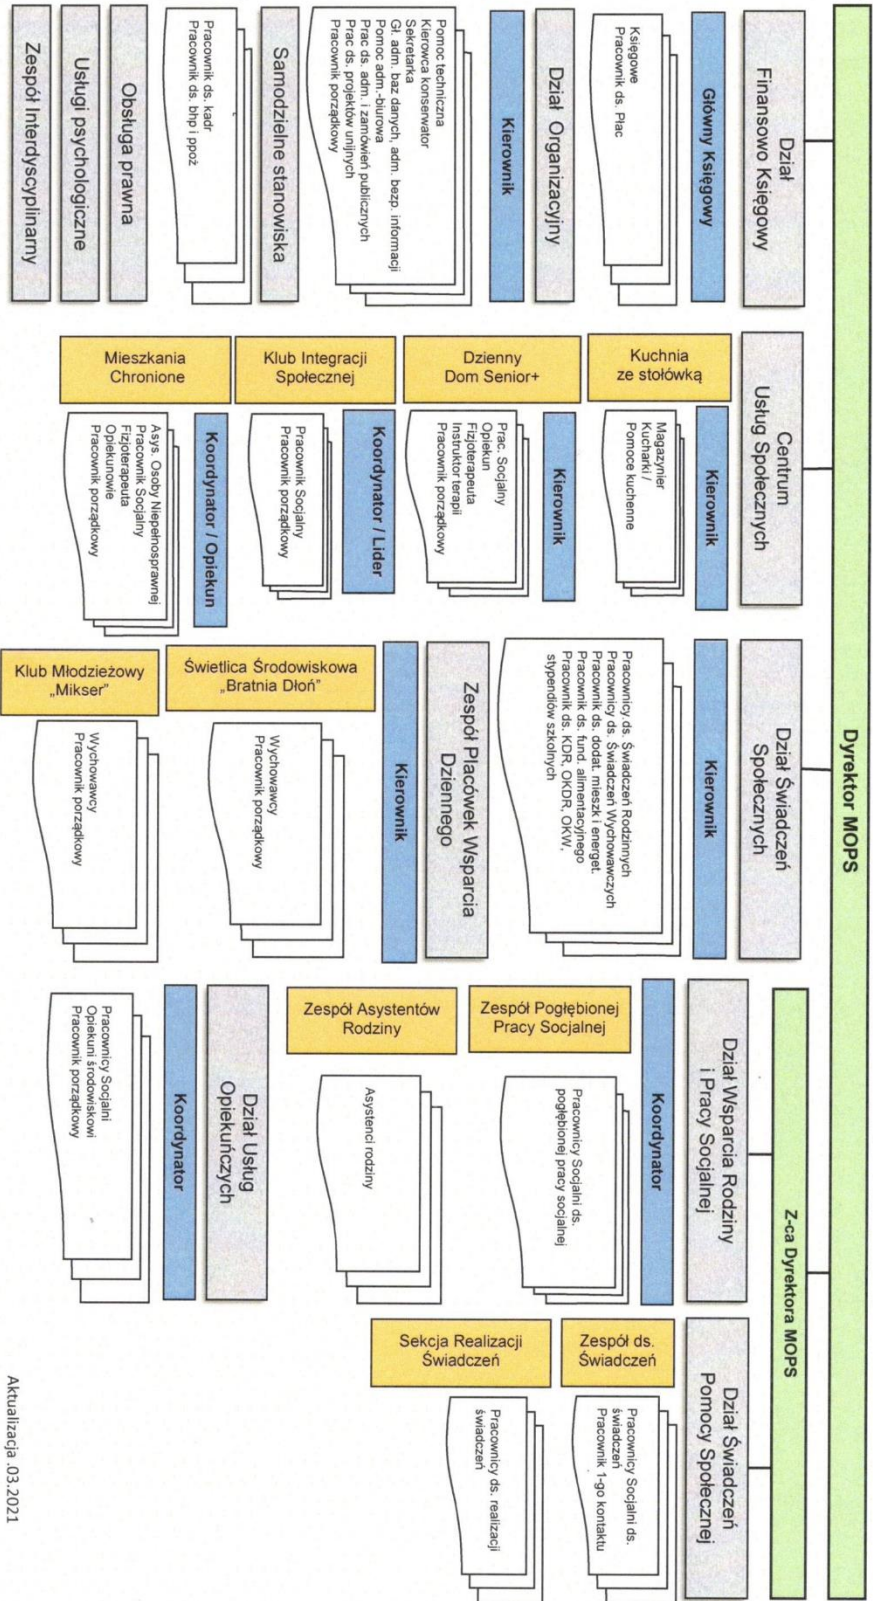 Dyrektor MOPS
Z-ca Dyrektora MOPS
Dział
Finansowo Księgowy
Główny Księgowy
Księgowe
Pracownik ds. Płac
Dział Organizacyjny
Kierownik
Pomoc techniczna
Kierowca konserwator
Sekretarka
Gł. adm. baz danych, adm. bezp. informacji
Pomoc adm.-biurowa
Prac ds. adm. i zamówień publicznych
Prac ds. projektów unijnych
Pracownik porządkowy
Samodzielne stanowiska
Pracownik ds. kadr
Pracownik ds. bhp i ppoż
Obsługa prawna
Usługi psychologiczne
Zespół Interdyscyplinarny
Centrum
Usług Społecznych
Kuchnia
ze stołówką
Kierownik
Magazynier
Kucharki /
Pomoce kuchenne
Dzienny
Dom Senior+
Kierownik
Prac. Socjalny
Opiekun
Fizjoterapeuta
Instruktor terapii
Pracownik porządkowy
Klub Integracji
Społecznej
Koordynator / Lider
Pracownik Socjalny
Pracownik porządkowy
Mieszkania
Chronione
Koordynator / Opiekun
Asys. Osoby Niepełnosprawnej
Pracownik Socjalny
Fizjoterapeuta
Opiekunowie
Pracownik porządkowy
Dział Świadczeń
Społecznych
Kierownik
Pracownicy ds. Świadczeń Rodzinnych
Pracownicy ds. Świadczeń Wychowawczych
Pracownik ds. dodat. mieszk i energet.
Pracownik ds. fund. alimentacyjnego
Pracownik ds. KDR, OKDR, OKW,
stypendiów szkolnych
Zespół Placówek Wsparcia
Dziennego
Kierownik
Świetlica Środowiskowa
„Bratnia Dłoń”
Wychowawcy
Pracownik porządkowy
Klub Młodzieżowy
„Mikser”
Wychowawcy
Pracownik porządkowy
Dział Wsparcia Rodziny
i Pracy Socjalnej
Koordynator
Zespół Pogłębionej
Pracy Socjalnej
Pracownicy Socjalni ds.
pogłębionej pracy socjalnej
Zespół Asystentów
Rodziny
Asystenci rodziny
Dział Usług
Opiekuńczych
Koordynator
Pracownicy Socjalni
Opiekuni środowiskowi
Pracownik porządkowy
Dział Świadczeń
Pomocy Społecznej
Zespół ds.
Świadczeń
Pracownicy Socjalni ds.
świadczeń
Pracownik 1-go kontaktu
Sekcja Realizacji
Świadczeń
Pracownicy ds. realizacji
świadczeń
Aktualizacja .03.2021